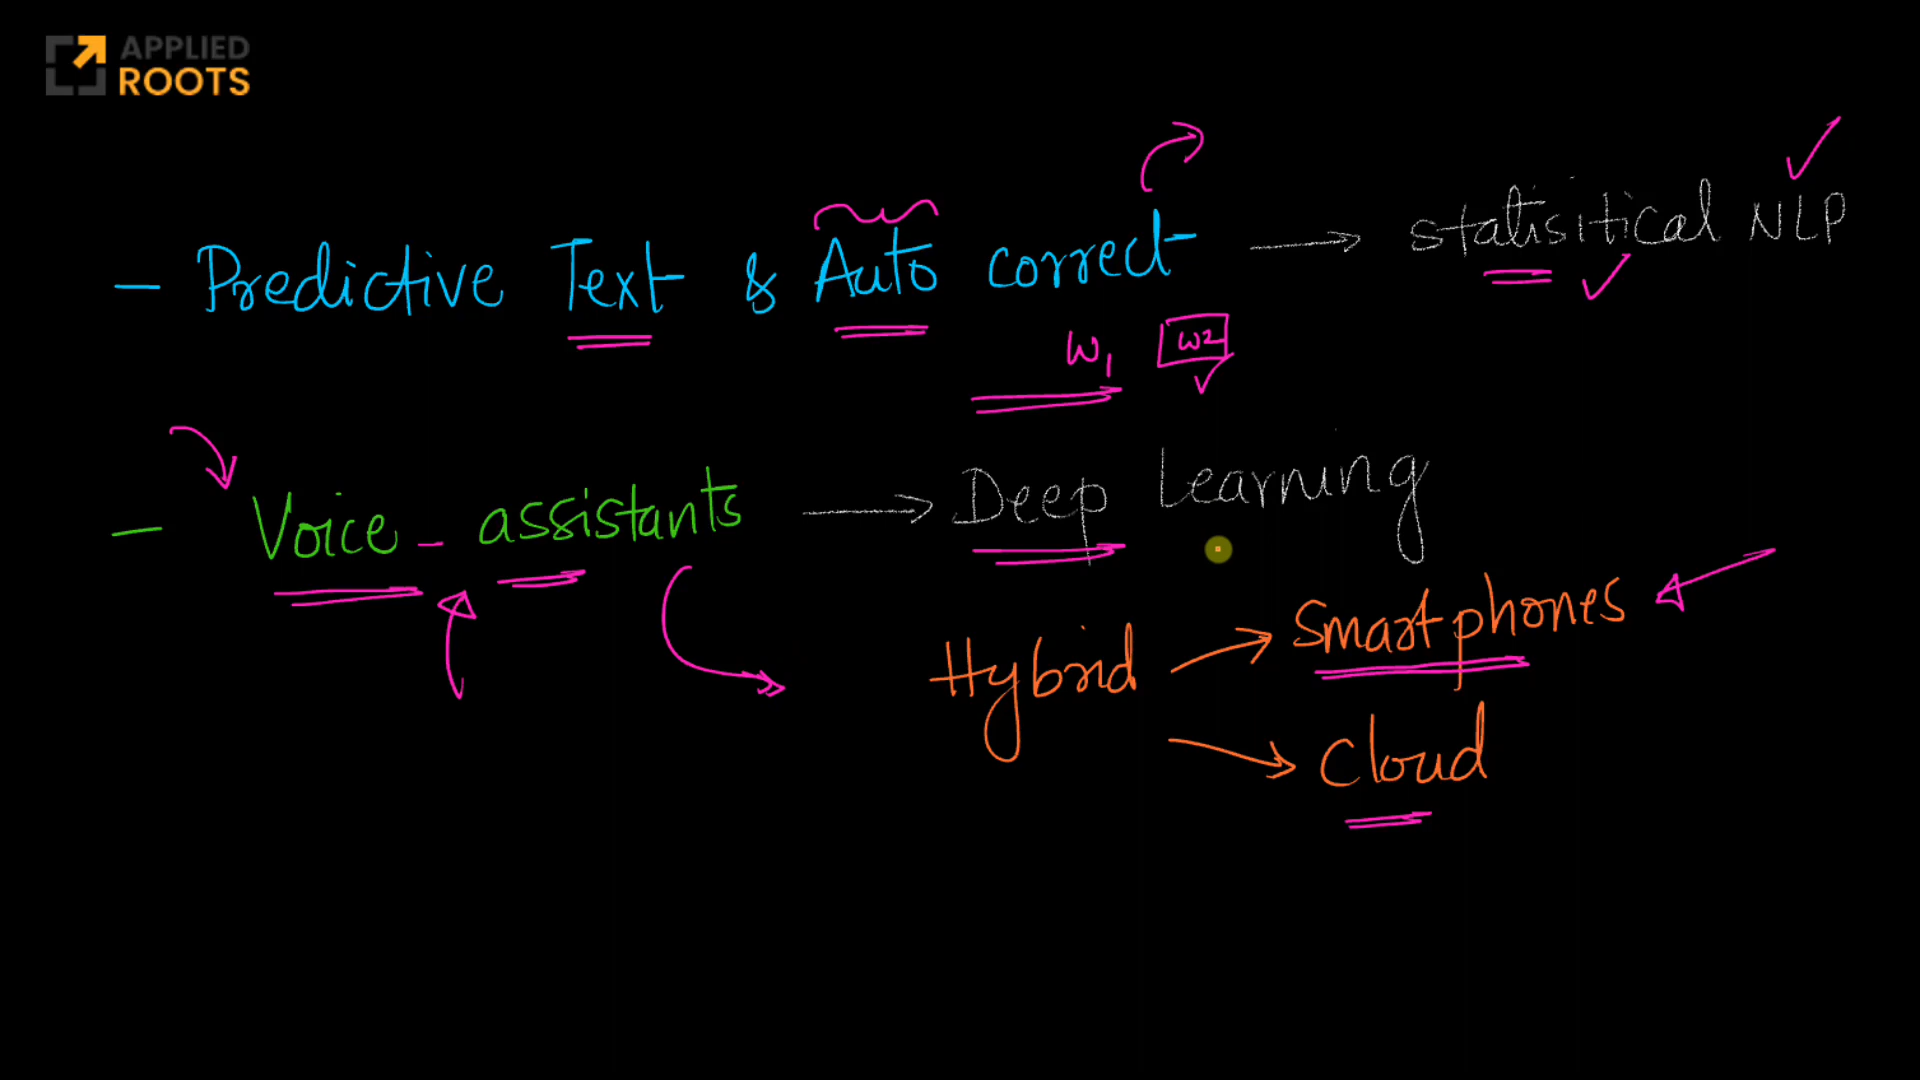 APPLIED
ROOTS
- Predictive Text & Auto correct → statisitical NLP
w1 w2
- Voice - assistants → Deep Learning
Hybrid → Smartphones
→ Cloud